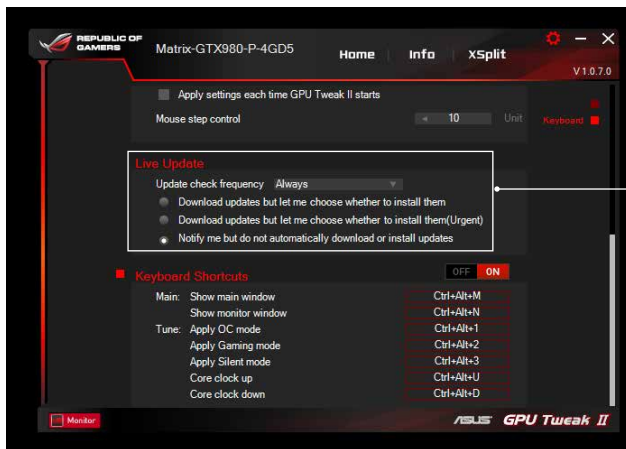 REPUBLIC OF
GAMERS
Matrix-GTX980-P-4GD5
Home Info XSplit
V 1.0.7.0
Apply settings each time GPU Tweak II starts
Mouse step control 10 Unit
Keyboard
Live Update
Update check frequency Always
Download updates but let me choose whether to install them
Download updates but let me choose whether to install them(Urgent)
Notify me but do not automatically download or install updates
Keyboard Shortcuts OFF ON
Main: Show main window Ctrl+Alt+M
Show monitor window Ctrl+Alt+N
Tune: Apply OC mode Ctrl+Alt+1
Apply Gaming mode Ctrl+Alt+2
Apply Silent mode Ctrl+Alt+3
Core clock up Ctrl+Alt+U
Core clock down Ctrl+Alt+D
Monitor
ASUS GPU Tweak II